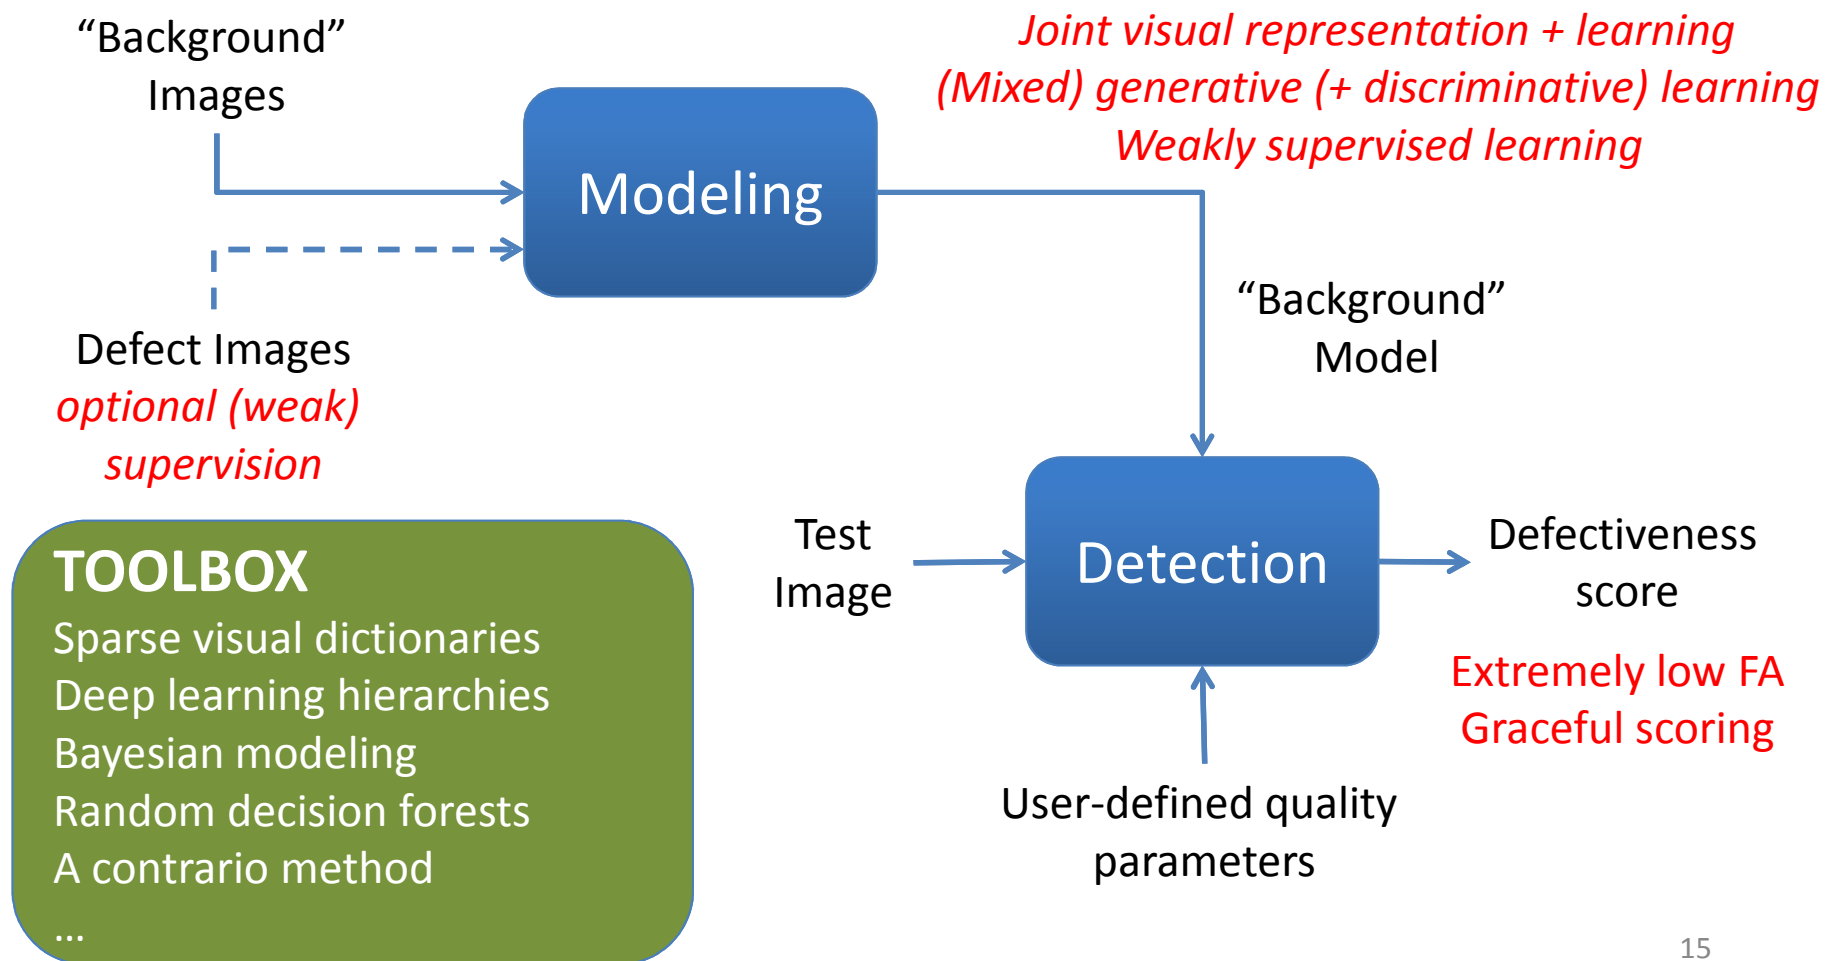 “Background”
Images
Joint visual representation + learning
(Mixed) generative (+ discriminative) learning
Weakly supervised learning
Modeling
Defect Images
optional (weak)
supervision
“Background”
Model
TOOLBOX
Sparse visual dictionaries
Deep learning hierarchies
Bayesian modeling
Random decision forests
A contrario method
...
Test
Image
Detection
Defectiveness
score
Extremely low FA
Graceful scoring
User-defined quality
parameters
15